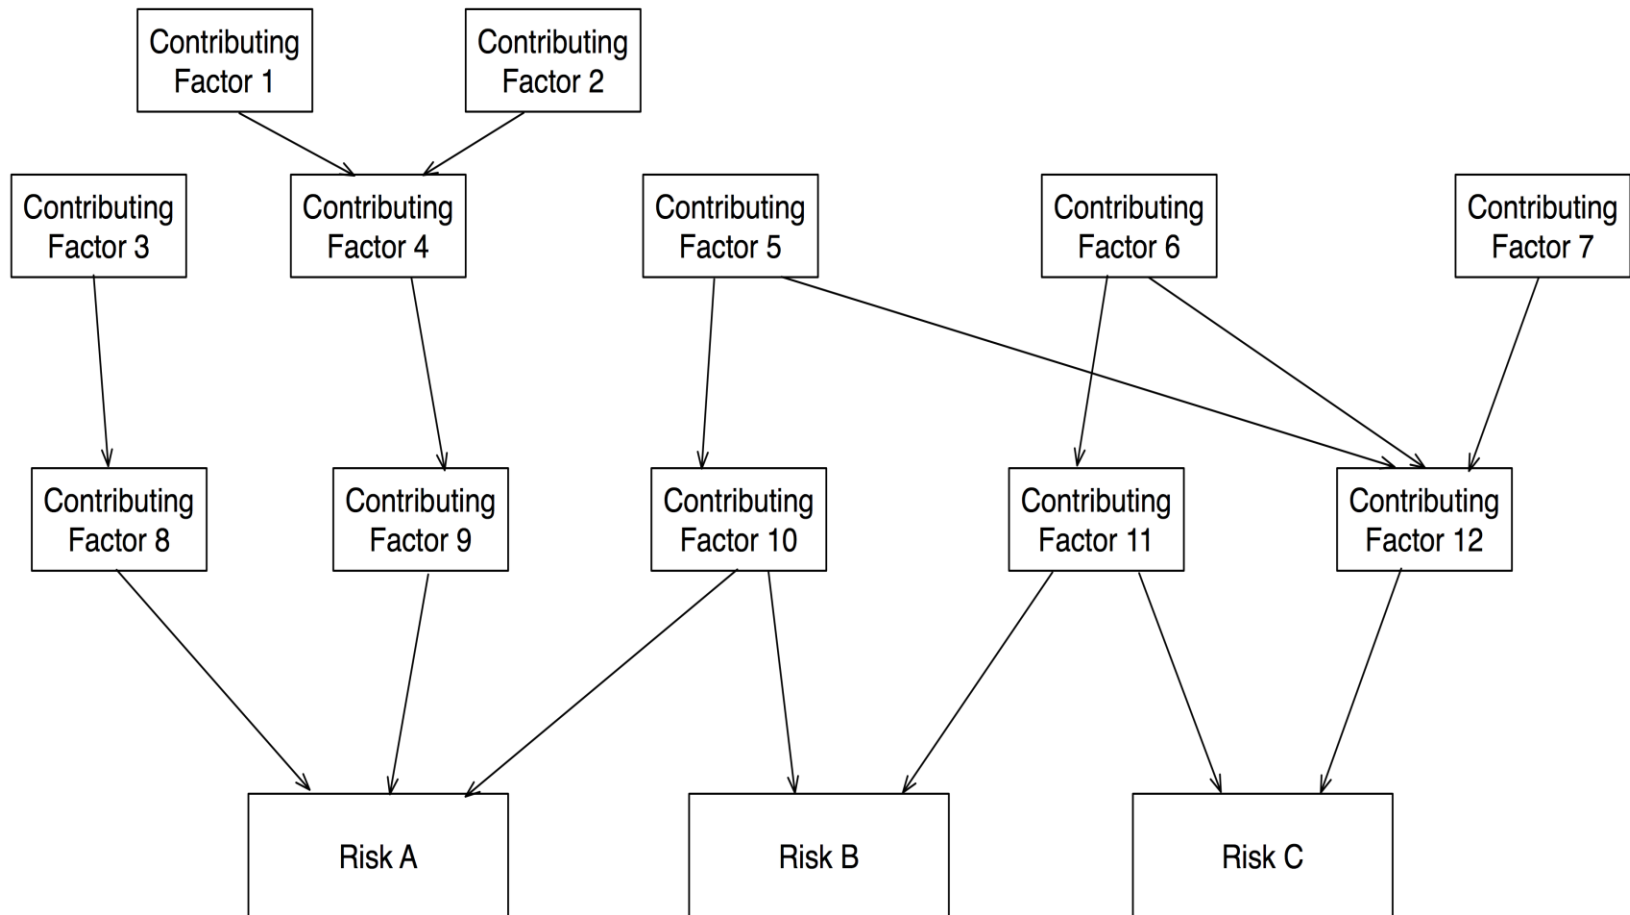 Contributing
Factor 1
Contributing
Factor 2
Contributing
Factor 3
Contributing
Factor 4
Contributing
Factor 5
Contributing
Factor 6
Contributing
Factor 7
Contributing
Factor 8
Contributing
Factor 9
Contributing
Factor 10
Contributing
Factor 11
Contributing
Factor 12
Risk A
Risk B
Risk C